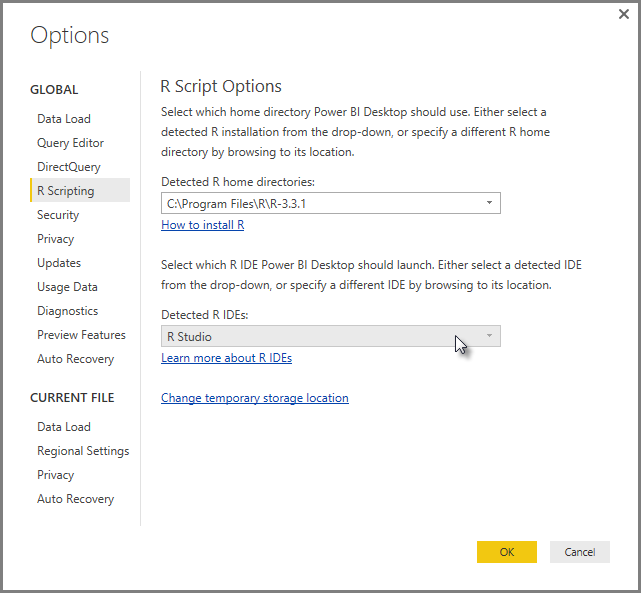 Options
GLOBAL
Data Load
Query Editor
DirectQuery
R Scripting
Security
Privacy
Updates
Usage Data
Diagnostics
Preview Features
Auto Recovery
CURRENT FILE
Data Load
Regional Settings
Privacy
Auto Recovery
R Script Options
Select which home directory Power BI Desktop should use. Either select a
detected R installation from the drop-down, or specify a different R home
directory by browsing to its location.
Detected R home directories:
C:\Program Files\R\R-3.3.1
How to install R
Select which R IDE Power BI Desktop should launch. Either select a detected IDE
from the drop-down, or specify a different IDE by browsing to its location.
Detected R IDEs:
R Studio
Learn more about R IDEs
Change temporary storage location
OK
Cancel